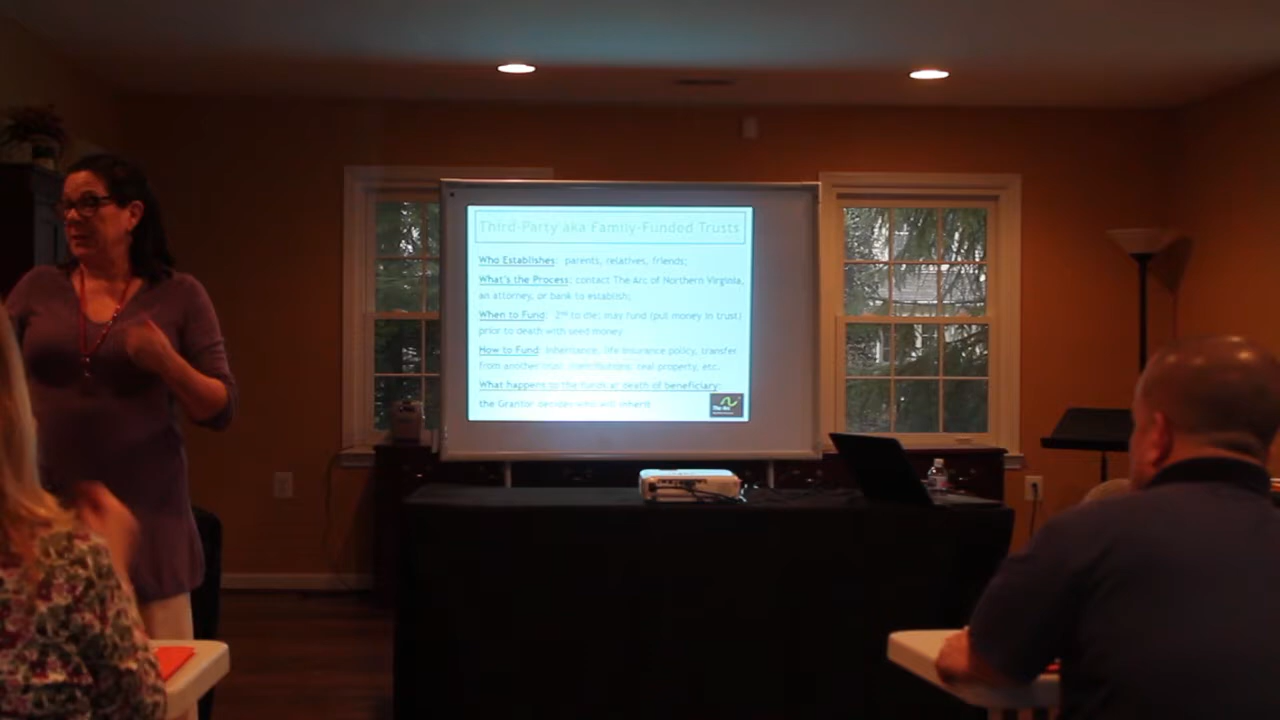 Third-Party aka Family-Funded Trusts
Who Establishes: parents, relatives, friends;
What's the Process: contact The Arc of Northern Virginia,
an attorney, or bank to establish;
When to Fund: 2nd to die; may fund (put money in trust)
prior to death with seed money
How to Fund: inheritance, life insurance policy, transfer
from another trust, contributions, real property, etc.
What happens to the funds at death of beneficiary:
the Grantor decides who will inherit
The Arc